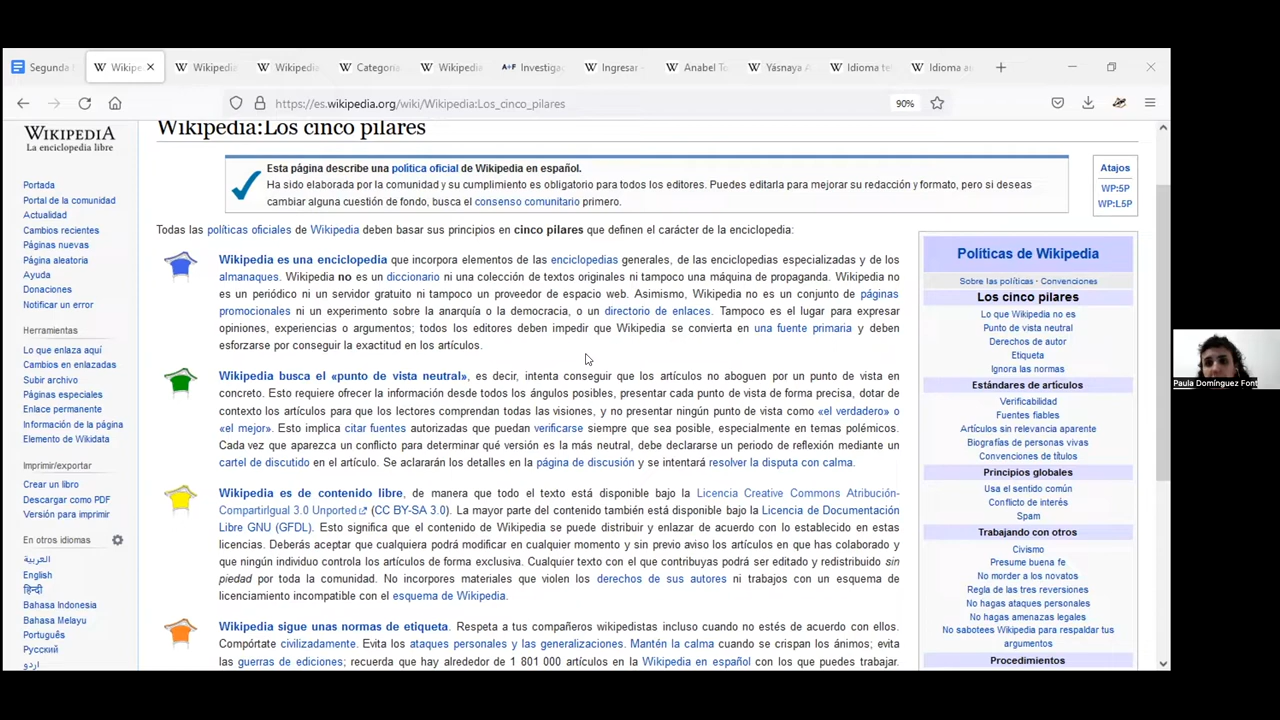 Segunda
Wikipe
Wikipedi
Wikipedi
Categoría
Wikipedi
A+F Investiga
Ingresar
Anabel To
Yásnaya A
Idioma te
Idioma a
https://es.wikipedia.org/wiki/Wikipedia:Los_cinco_pilares
90%
WIKIPEDIA
La enciclopedia libre
Portada
Portal de la comunidad
Actualidad
Cambios recientes
Páginas nuevas
Página aleatoria
Ayuda
Donaciones
Notificar un error
Herramientas
Lo que enlaza aquí
Cambios en enlazadas
Subir archivo
Páginas especiales
Enlace permanente
Información de la página
Elemento de Wikidata
Imprimir/exportar
Crear un libro
Descargar como PDF
Versión para imprimir
En otros idiomas
العربية
English
हिन्दी
Bahasa Indonesia
Bahasa Melayu
Português
Русский
اردو
Wikipedia:Los cinco pilares
Esta página describe una política oficial de Wikipedia en español.
Ha sido elaborada por la comunidad y su cumplimiento es obligatorio para todos los editores. Puedes editarla para mejorar su redacción y formato, pero si deseas
cambiar alguna cuestión de fondo, busca el consenso comunitario primero.
Atajos
WP:5P
WP:L5P
Todas las políticas oficiales de Wikipedia deben basar sus principios en cinco pilares que definen el carácter de la enciclopedia:
Wikipedia es una enciclopedia que incorpora elementos de las enciclopedias generales, de las enciclopedias especializadas y de los
almanaques. Wikipedia no es un diccionario ni una colección de textos originales ni tampoco una máquina de propaganda. Wikipedia no
es un periódico ni un servidor gratuito ni tampoco un proveedor de espacio web. Asimismo, Wikipedia no es un conjunto de páginas
promocionales ni un experimento sobre la anarquía o la democracia, o un directorio de enlaces. Tampoco es el lugar para expresar
opiniones, experiencias o argumentos; todos los editores deben impedir que Wikipedia se convierta en una fuente primaria y deben
esforzarse por conseguir la exactitud en los artículos.
Wikipedia busca el «punto de vista neutral», es decir, intenta conseguir que los artículos no aboguen por un punto de vista en
concreto. Esto requiere ofrecer la información desde todos los ángulos posibles, presentar cada punto de vista de forma precisa, dotar de
contexto los artículos para que los lectores comprendan todas las visiones, y no presentar ningún punto de vista como «el verdadero» o
«el mejor». Esto implica citar fuentes autorizadas que puedan verificarse siempre que sea posible, especialmente en temas polémicos.
Cada vez que aparezca un conflicto para determinar qué versión es la más neutral, debe declararse un periodo de reflexión mediante un
cartel de discutido en el artículo. Se aclararán los detalles en la página de discusión y se intentará resolver la disputa con calma.
Wikipedia es de contenido libre, de manera que todo el texto está disponible bajo la Licencia Creative Commons Atribución-
CompartirIgual 3.0 Unported (CC BY-SA 3.0). La mayor parte del contenido también está disponible bajo la Licencia de Documentación
Libre GNU (GFDL). Esto significa que el contenido de Wikipedia se puede distribuir y enlazar de acuerdo con lo establecido en estas
licencias. Deberás aceptar que cualquiera podrá modificar en cualquier momento y sin previo aviso los artículos en que has colaborado y
que ningún individuo controla los artículos de forma exclusiva. Cualquier texto con el que contribuyas podrá ser editado y redistribuido sin
piedad por toda la comunidad. No incorpores materiales que violen los derechos de sus autores ni trabajos con un esquema de
licenciamiento incompatible con el esquema de Wikipedia.
Wikipedia sigue unas normas de etiqueta. Respeta a tus compañeros wikipedistas incluso cuando no estés de acuerdo con ellos.
Compórtate civilizadamente. Evita los ataques personales y las generalizaciones. Mantén la calma cuando se crispan los ánimos; evita
las guerras de ediciones; recuerda que hay alrededor de 1 801 000 artículos en la Wikipedia en español con los que puedes trabajar.
Políticas de Wikipedia
Sobre las políticas · Convenciones
Los cinco pilares
Lo que Wikipedia no es
Punto de vista neutral
Derechos de autor
Etiqueta
Ignora las normas
Estándares de artículos
Verificabilidad
Fuentes fiables
Artículos sin relevancia aparente
Biografías de personas vivas
Convenciones de títulos
Principios globales
Usa el sentido común
Conflicto de interés
Spam
Trabajando con otros
Civismo
Presume buena fe
No morder a los novatos
Regla de las tres reversiones
No hagas ataques personales
No hagas amenazas legales
No sabotees Wikipedia para respaldar tus
argumentos
Procedimientos
Paula Domínguez Font